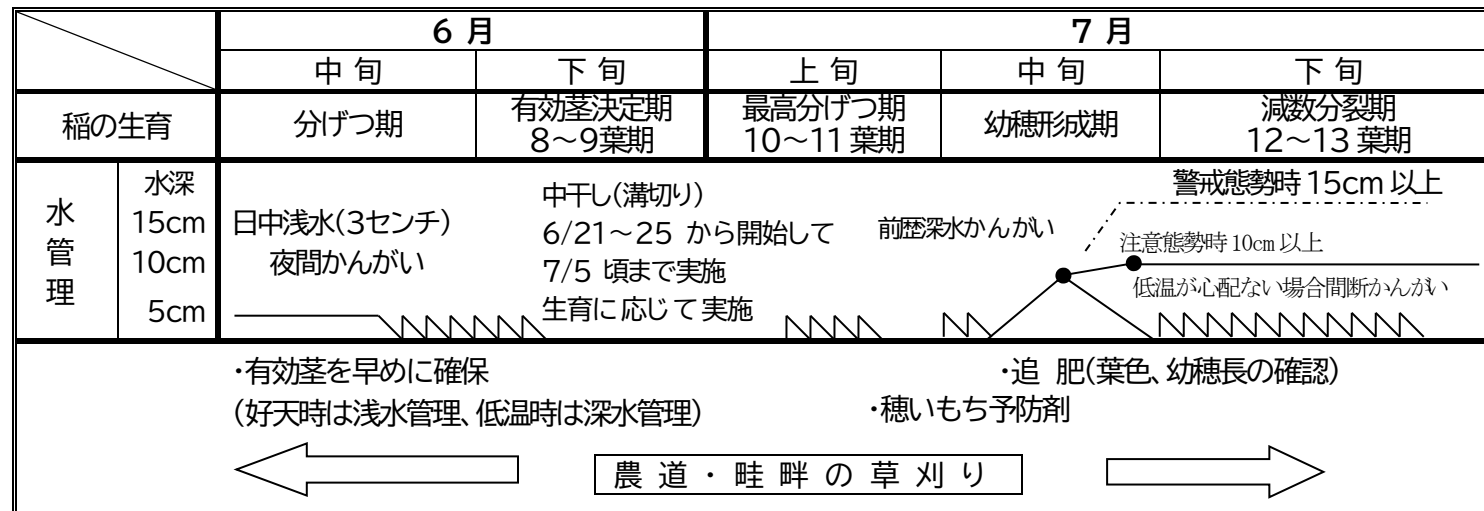 6 月
7 月
中 旬
下 旬
上 旬
中 旬
下 旬
稲の生育
分げつ期
有効茎決定期
8～9葉期
最高分げつ期
10～11 葉期
幼穂形成期
減数分裂期
12～13 葉期
水管理
水深
15cm
10cm
5cm
日中浅水(3センチ)
夜間かんがい
中干し(溝切り)
6/21～25 から開始して
7/5 頃まで実施
生育に応じて実施
前歴深水かんがい
警戒態勢時 15cm 以上
注意態勢時 10cm 以上
低温が心配ない場合間断かんがい
・有効茎を早めに確保
(好天時は浅水管理、低温時は深水管理)
・追 肥(葉色、幼穂長の確認)
・穂いもち予防剤
農 道 ・ 畦 畔 の 草 刈 り